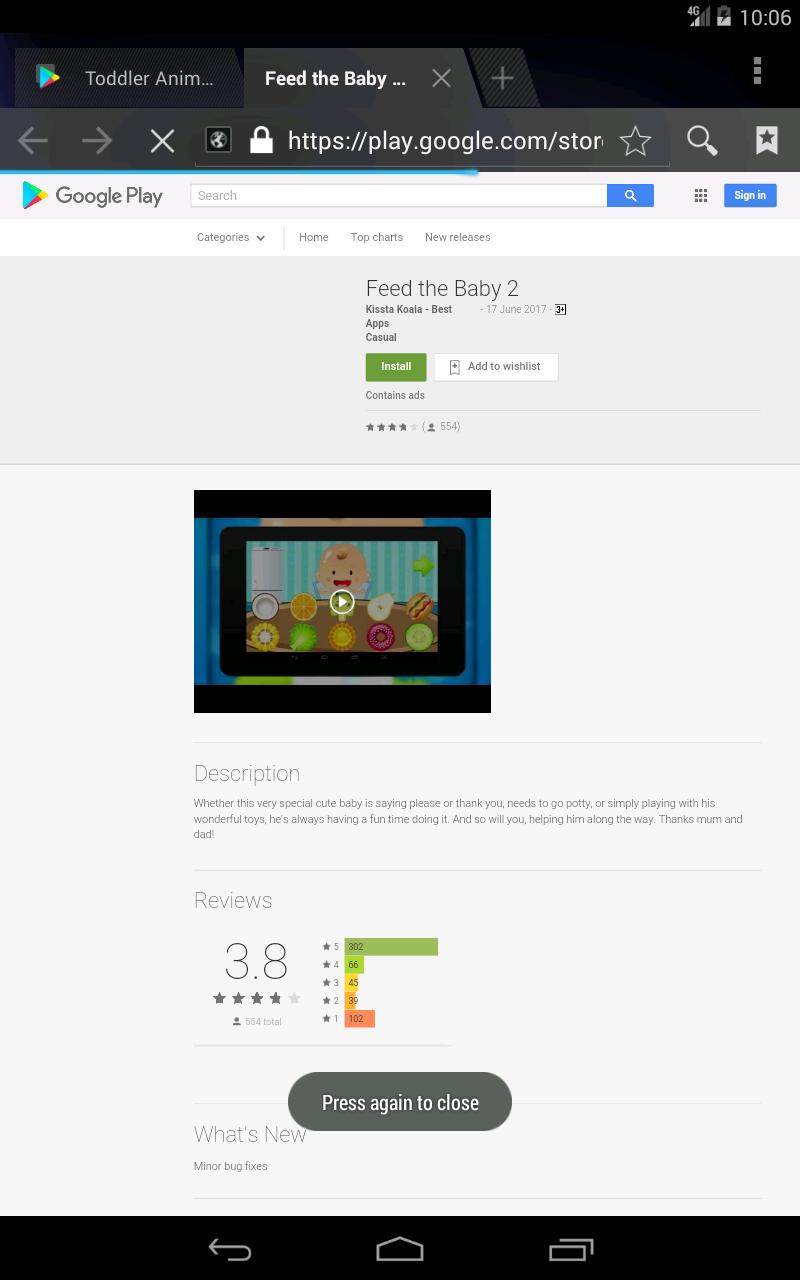 4G 10:06
Toddler Anim...
Feed the Baby ...
https://play.google.com/stor
Google Play
Search
Sign in
Categories
Home
Top charts
New releases
Feed the Baby 2
Kissta Koala - Best Apps - 17 June 2017 - 3+
Casual
Install
Add to wishlist
Contains ads
( 554)
Description
Whether this very special cute baby is saying please or thank you, needs to go potty, or simply playing with his
wonderful toys, he's always having a fun time doing it. And so will you, helping him along the way. Thanks mum and
dad!
Reviews
3.8
554 total
5 302
4 66
3 45
2 39
1 102
Press again to close
What's New
Minor bug fixes